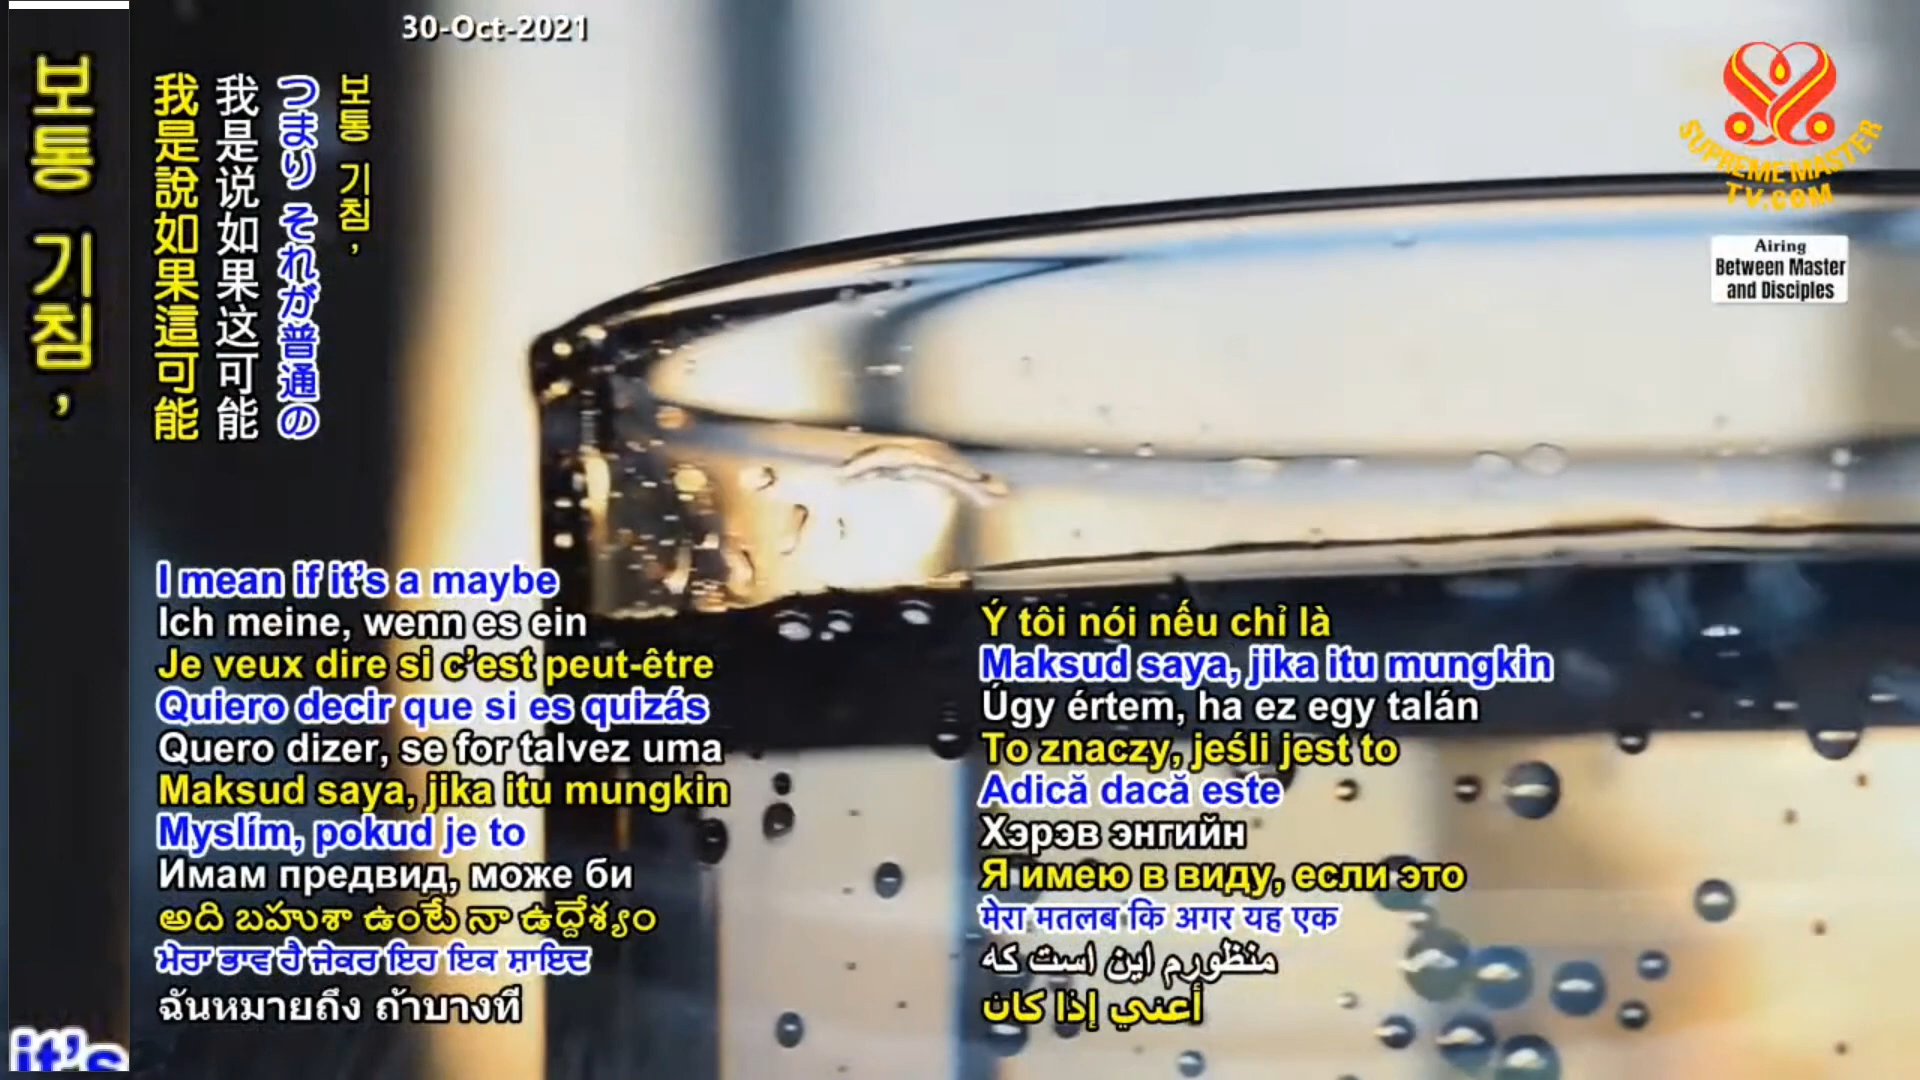 30-Oct-2021
보통 기침,
보통 기침,
つまり それが普通の
我是说如果这可能
我是說如果這可能
SUPREME MASTER
TV.COM
Airing
Between Master
and Disciples
I mean if it's a maybe
Ich meine, wenn es ein
Je veux dire si c'est peut-être
Quiero decir que si es quizás
Quero dizer, se for talvez uma
Maksud saya, jika itu mungkin
Myslím, pokud je to
Имам предвид, може би
అది బహుశా ఉంటే నా ఉద్దేశ్యం
ਮੇਰਾ ਭਾਵ ਹੈ ਜੇਕਰ ਇਹ ਇਕ ਸ਼ਾਇਦ
ฉันหมายถึง ถ้าบางที
Ý tôi nói nếu chỉ là
Maksud saya, jika itu mungkin
Úgy értem, ha ez egy talán
To znaczy, jeśli jest to
Adică dacă este
Хэрэв энгийн
Я имею в виду, если это
मेरा मतलब कि अगर यह एक
منظورم این است که
أعني إذا كان
it's